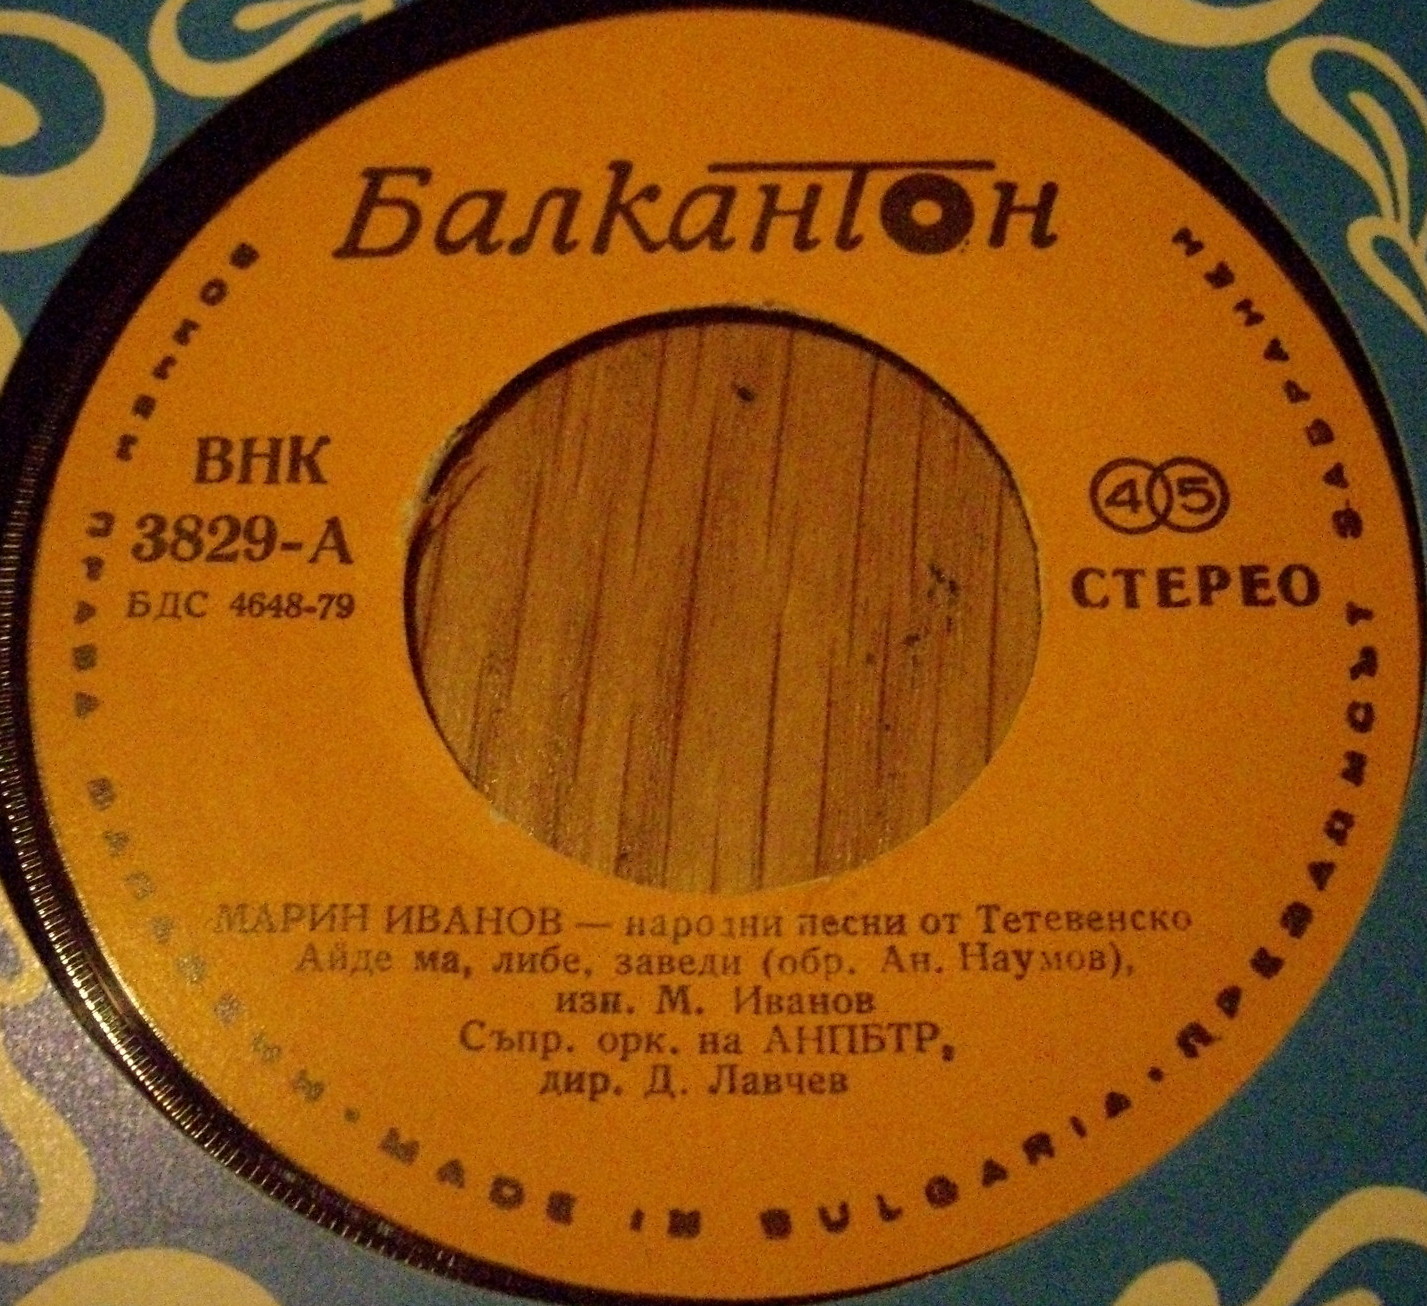 Балкантон
ВНК
3829-А
БДС 4648-79
45
СТЕРЕО
МАРИН ИВАНОВ — народни песни от Тетевенско
Айде ма, либе, заведи (обр. Ан. Наумов),
изп. М. Иванов
Съпр. орк. на АНПБТР,
дир. Д. Лавчев
MADE IN BULGARIA